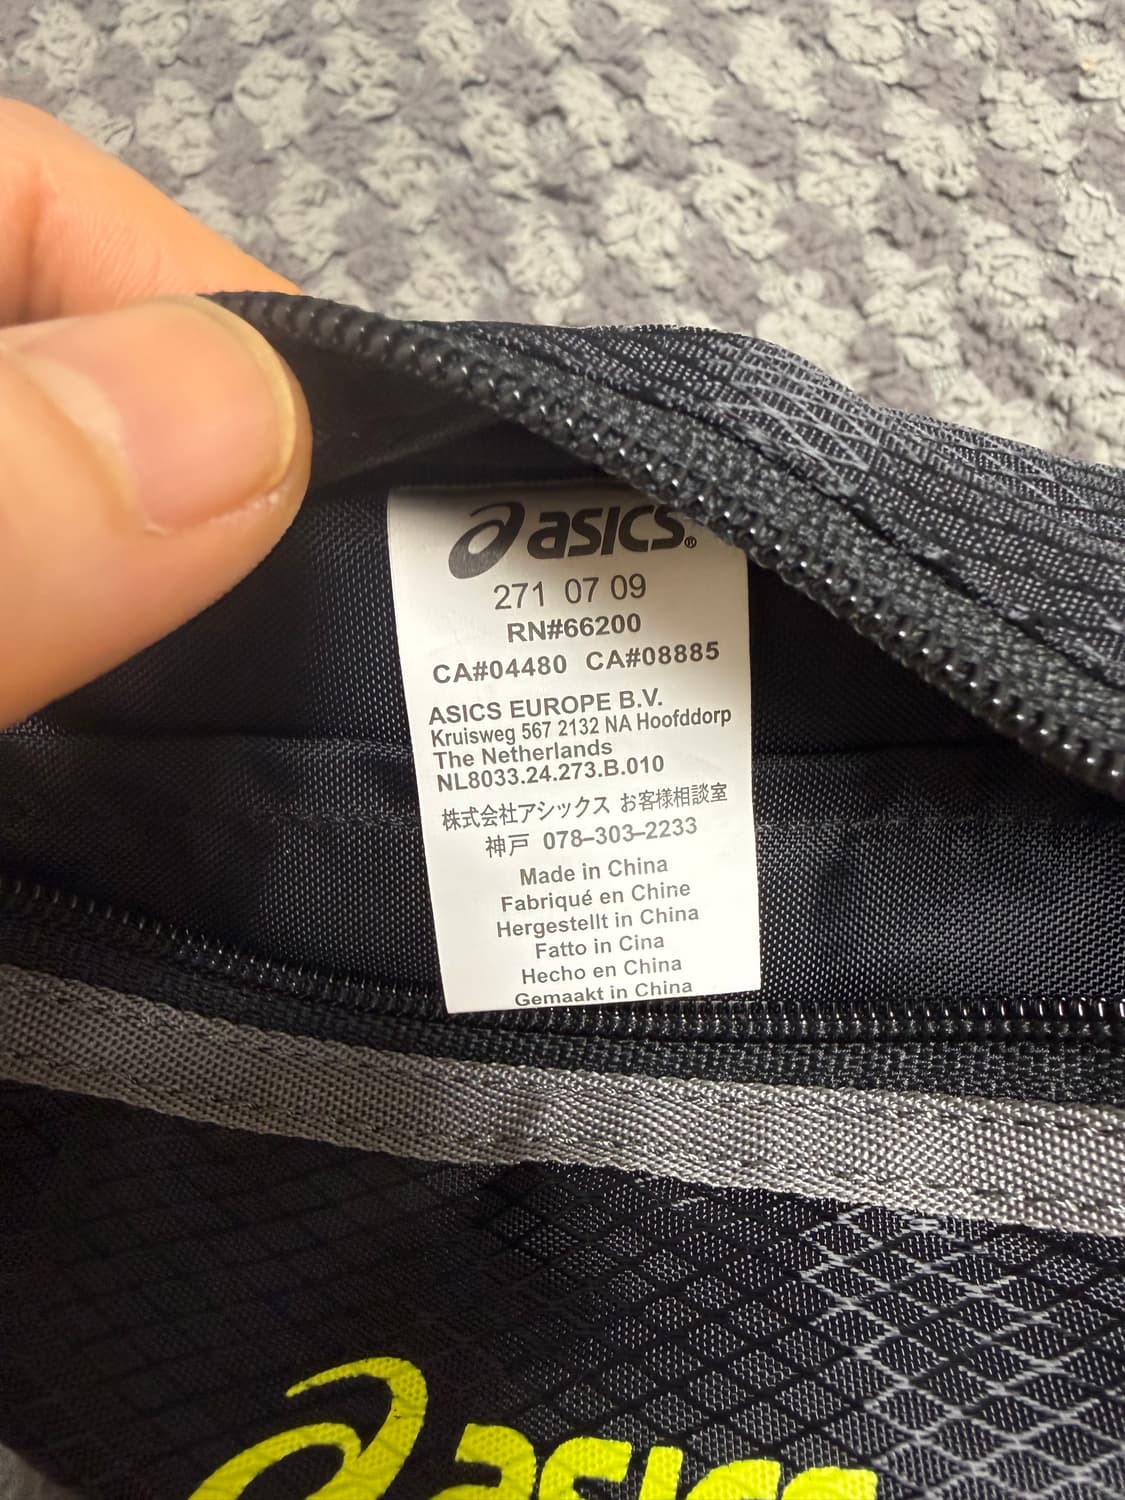 asics®
271 07 09
RN#66200
CA#04480 CA#08885
ASICS EUROPE B.V.
Kruisweg 567 2132 NA Hoofddorp
The Netherlands
NL8033.24.273.B.010
株式会社アシックス お客様相談室
神戸 078-303-2233
Made in China
Fabriqué en Chine
Hergestellt in China
Fatto in Cina
Hecho en China
Gemaakt in China
asics